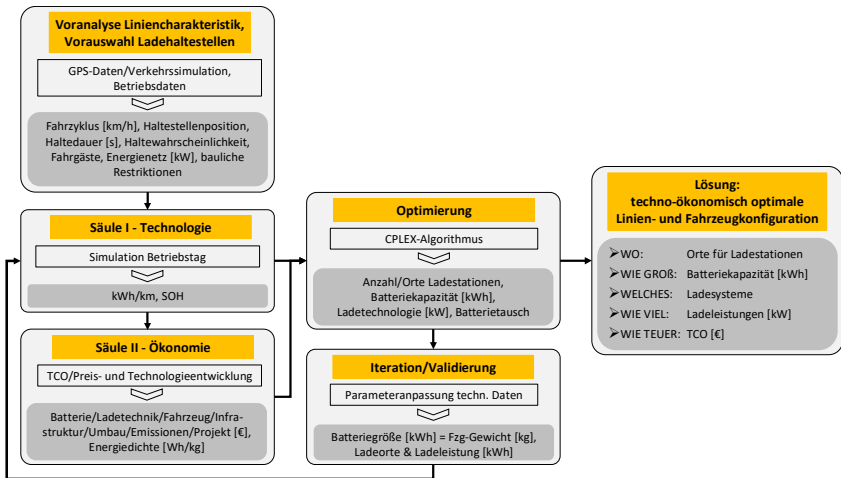 Voranalyse Liniencharakteristik,
Vorauswahl Ladehaltestellen
GPS-Daten/Verkehrssimulation,
Betriebsdaten
Fahrzyklus [km/h], Haltestellenposition,
Haltedauer [s], Haltewahrscheinlichkeit,
Fahrgäste, Energienetz [kW], bauliche
Restriktionen
Säule I - Technologie
Simulation Betriebstag
kWh/km, SOH
Säule II - Ökonomie
TCO/Preis- und Technologieentwicklung
Batterie/Ladetechnik/Fahrzeug/Infra-
struktur/Umbau/Emissionen/Projekt [€],
Energiedichte [Wh/kg]
Optimierung
CPLEX-Algorithmus
Anzahl/Orte Ladestationen,
Batteriekapazität [kWh],
Ladetechnologie [kW], Batterietausch
Iteration/Validierung
Parameteranpassung techn. Daten
Batteriegröße [kWh] = Fzg-Gewicht [kg],
Ladeorte & Ladeleistung [kWh]
Lösung:
techno-ökonomisch optimale
Linien- und Fahrzeugkonfiguration
➢WO: Orte für Ladestationen
➢WIE GROß: Batteriekapazität [kWh]
➢WELCHES: Ladesysteme
➢WIE VIEL: Ladeleistungen [kW]
➢WIE TEUER: TCO [€]